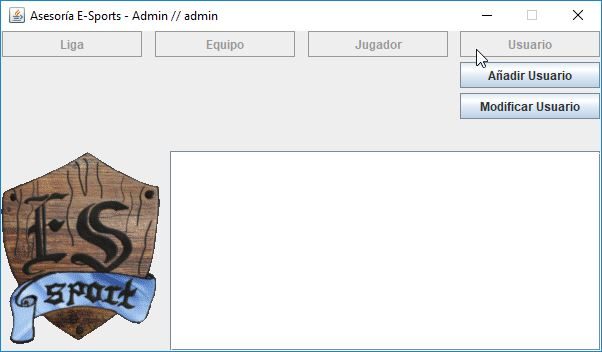 Asesoría E-Sports - Admin // admin
Liga Equipo Jugador Usuario
Añadir Usuario
Modificar Usuario
ES
sport